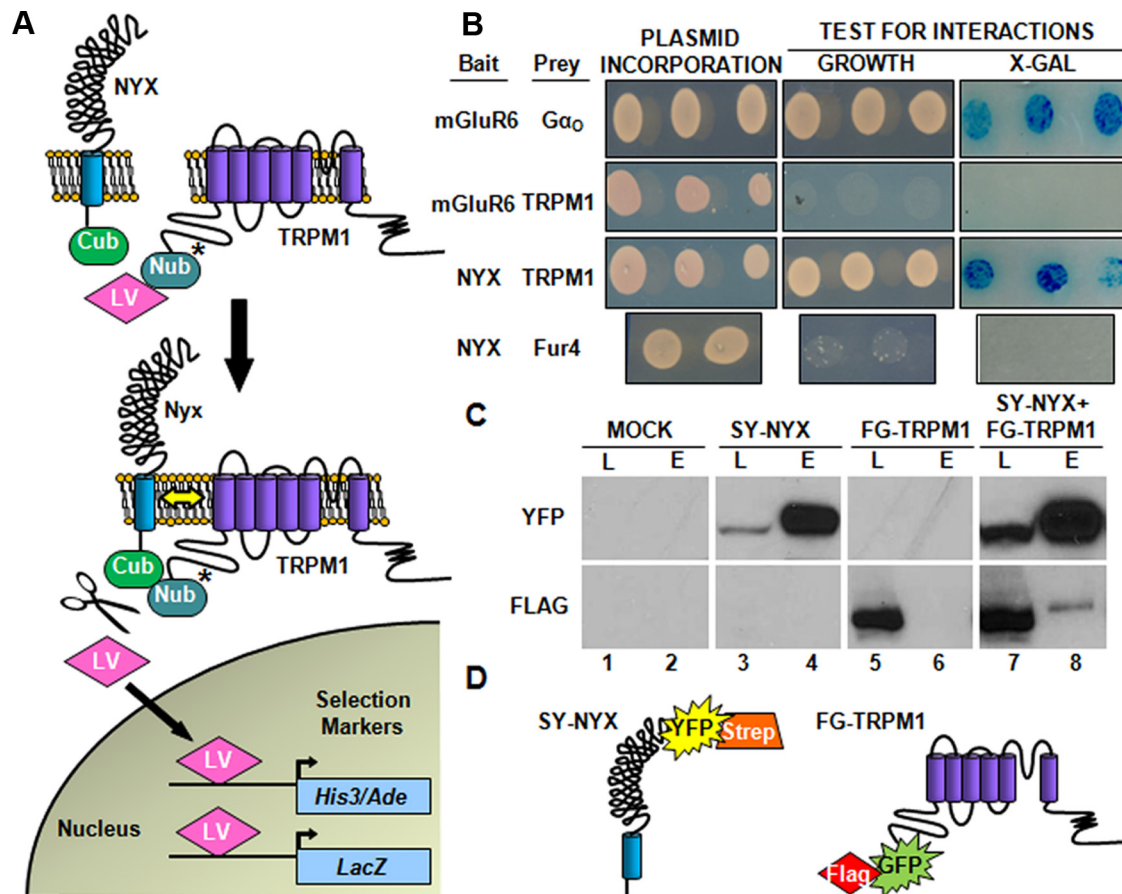 A
NYX
Cub
Nub
*
LV
TRPM1
Nyx
Cub
Nub
*
TRPM1
LV
Selection
Markers
LV
His3/Ade
Nucleus
LV
LacZ
B
PLASMID
INCORPORATION
TEST FOR INTERACTIONS
Bait Prey GROWTH X-GAL
mGluR6 Gαo
mGluR6 TRPM1
NYX TRPM1
NYX Fur4
C
MOCK SY-NYX FG-TRPM1 SY-NYX+
FG-TRPM1
L E L E L E L E
YFP
FLAG
1 2 3 4 5 6 7 8
D
SY-NYX
YFP Strep
FG-TRPM1
Flag GFP